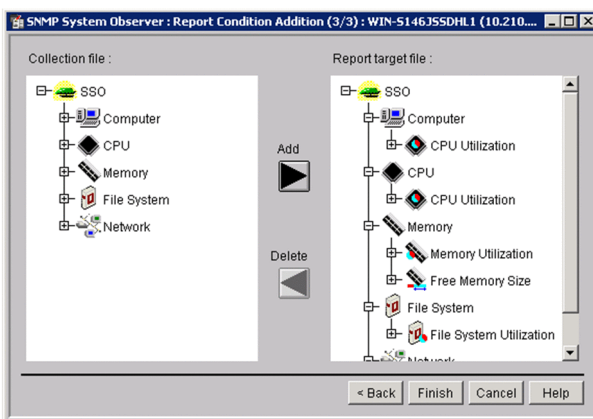 SNMP System Observer : Report Condition Addition (3/3) : WIN-5146J5SDHL1 (10.210....
Collection file :
SSO
Computer
CPU
Memory
File System
Network
Add
Delete
Report target file :
SSO
Computer
CPU Utilization
CPU
CPU Utilization
Memory
Memory Utilization
Free Memory Size
File System
File System Utilization
Network
< Back
Finish
Cancel
Help